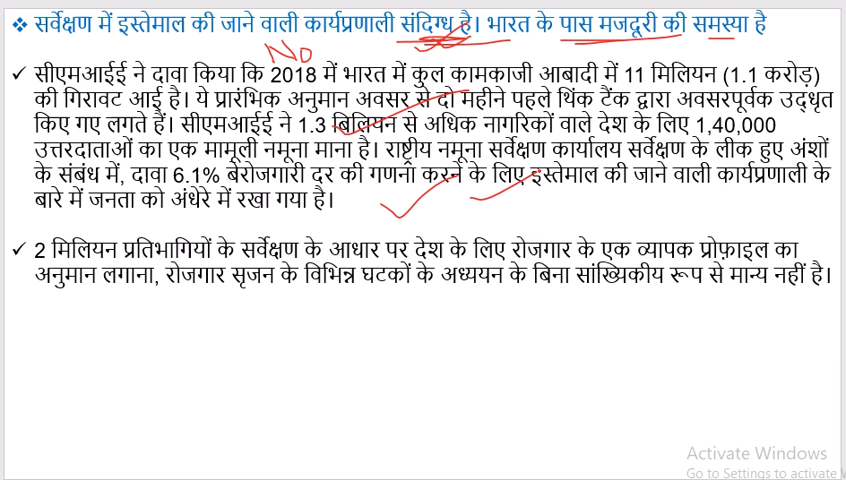 ❖ सर्वेक्षण में इस्तेमाल की जाने वाली कार्यप्रणाली संदिग्ध है। भारत के पास मजदूरी की समस्या है
No
✓ सीएमआईई ने दावा किया कि 2018 में भारत में कुल कामकाजी आबादी में 11 मिलियन (1.1 करोड़)
की गिरावट आई है। ये प्रारंभिक अनुमान अवसर से दो महीने पहले थिंक टैंक द्वारा अवसरपूर्वक उद्धृत
किए गए लगते हैं। सीएमआईई ने 1.3 बिलियन से अधिक नागरिकों वाले देश के लिए 1,40,000
उत्तरदाताओं का एक मामूली नमूना माना है। राष्ट्रीय नमूना सर्वेक्षण कार्यालय सर्वेक्षण के लीक हुए अंशों
के संबंध में, दावा 6.1% बेरोजगारी दर की गणना करने के लिए इस्तेमाल की जाने वाली कार्यप्रणाली के
बारे में जनता को अंधेरे में रखा गया है।
✓ 2 मिलियन प्रतिभागियों के सर्वेक्षण के आधार पर देश के लिए रोजगार के एक व्यापक प्रोफ़ाइल का
अनुमान लगाना, रोजगार सृजन के विभिन्न घटकों के अध्ययन के बिना सांख्यिकीय रूप से मान्य नहीं है।
Activate Windows
Go to Settings to activate W